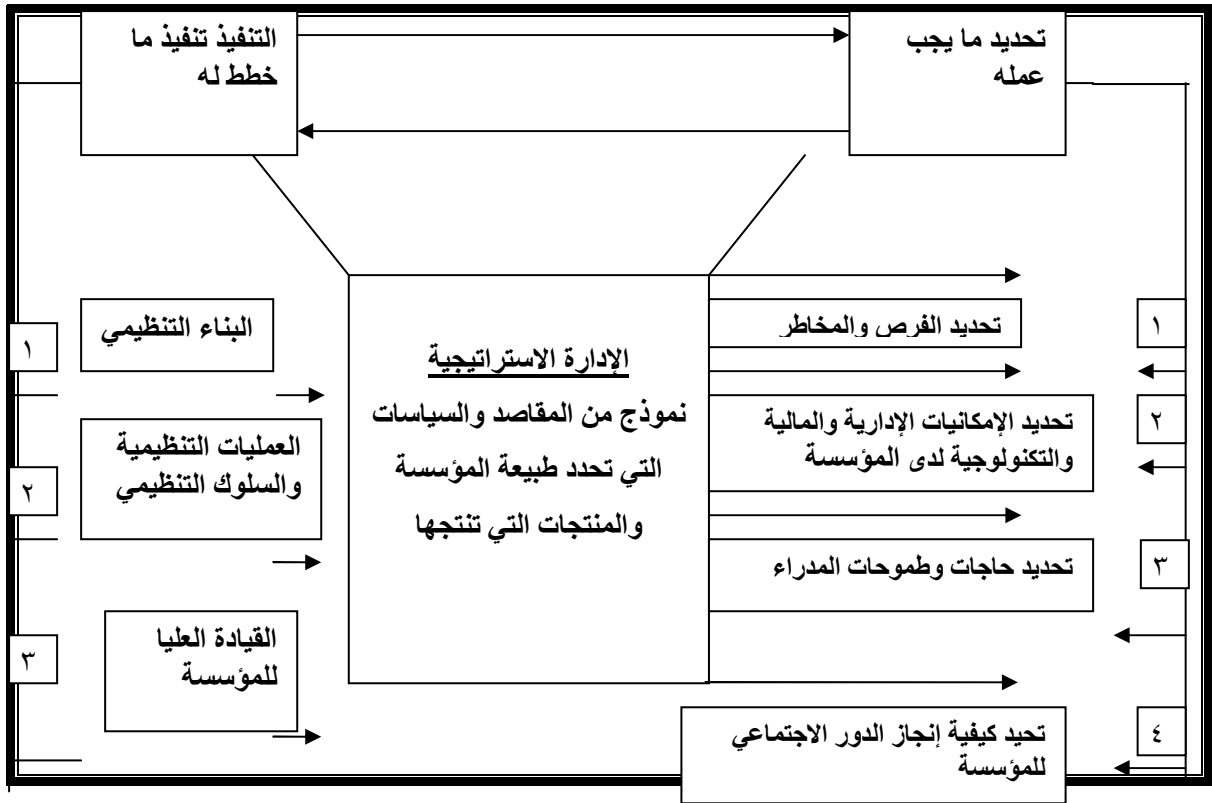 تحديد ما يجب
عمله
التنفيذ تنفيذ ما
خطط له
الإدارة الاستراتيجية
نموذج من المقاصد والسياسات
التي تحدد طبيعة المؤسسة
والمنتجات التي تنتجها
١
تحديد الفرص والمخاطر
٢
تحديد الإمكانيات الإدارية والمالية
والتكنولوجية لدى المؤسسة
٣
تحديد حاجات وطموحات المدراء
٤
تحيد كيفية إنجاز الدور الاجتماعي
للمؤسسة
البناء التنظيمي
١
العمليات التنظيمية
والسلوك التنظيمي
٢
القيادة العليا
للمؤسسة
٣